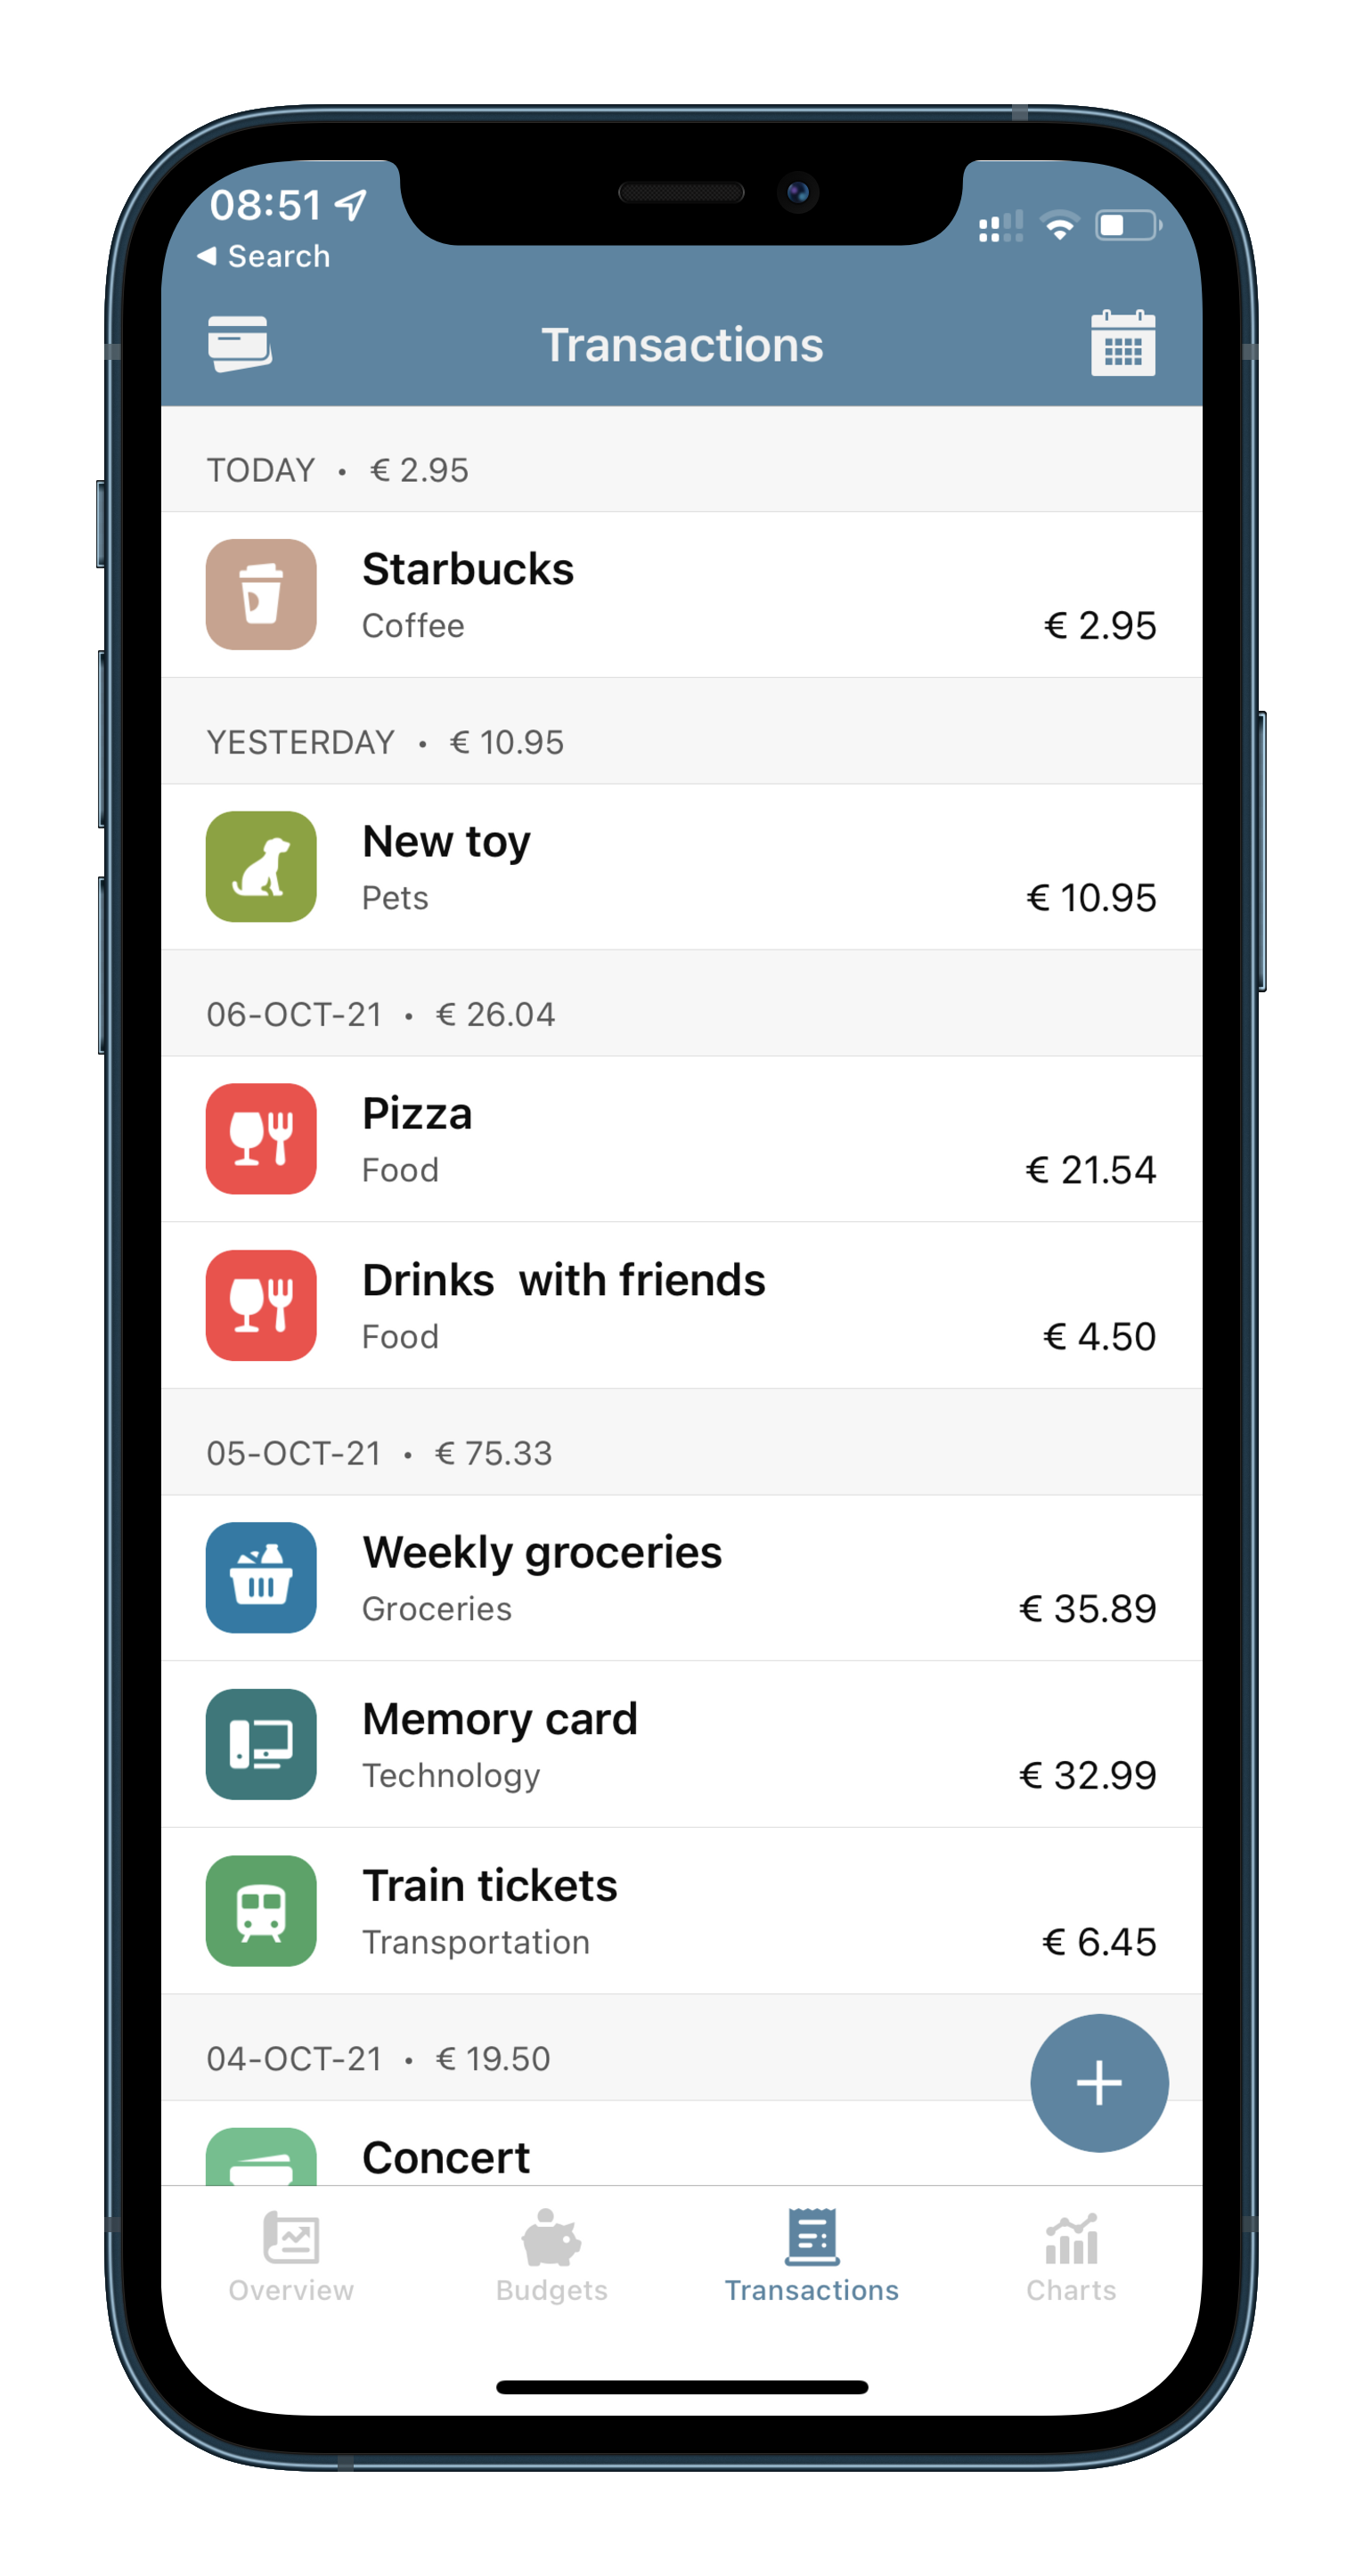 08:51
Search
Transactions
TODAY • € 2.95
Starbucks
Coffee
€ 2.95
YESTERDAY • € 10.95
New toy
Pets
€ 10.95
06-OCT-21 • € 26.04
Pizza
Food
€ 21.54
Drinks  with friends
Food
€ 4.50
05-OCT-21 • € 75.33
Weekly groceries
Groceries
€ 35.89
Memory card
Technology
€ 32.99
Train tickets
Transportation
€ 6.45
04-OCT-21 • € 19.50
Concert
Overview
Budgets
Transactions
Charts